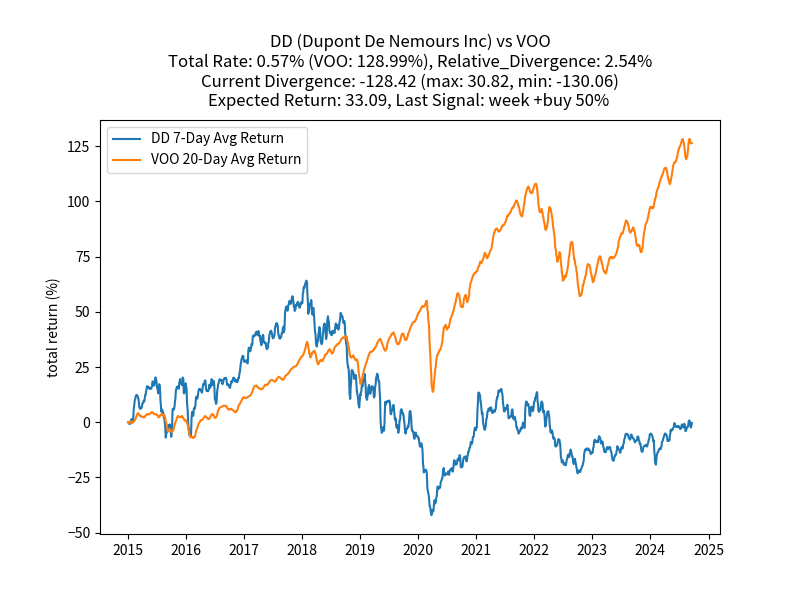 DD (Dupont De Nemours Inc) vs VOO
Total Rate: 0.57% (VOO: 128.99%), Relative_Divergence: 2.54%
Current Divergence: -128.42 (max: 30.82, min: -130.06)
Expected Return: 33.09, Last Signal: week +buy 50%
DD 7-Day Avg Return
VOO 20-Day Avg Return
total return (%)
125
100
75
50
25
0
−25
−50
2015 2016 2017 2018 2019 2020 2021 2022 2023 2024 2025